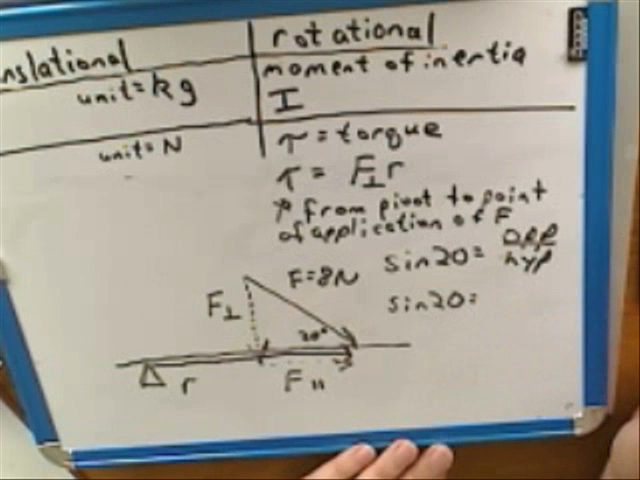 nslational
rotational
unit=kg
moment of inertia
I
unit=N
τ=torque
τ = F⊥r
from pivot to point
of application of F
sin20= opp/hyp
F=8N
sin20=
F⊥
20°
r
F∥